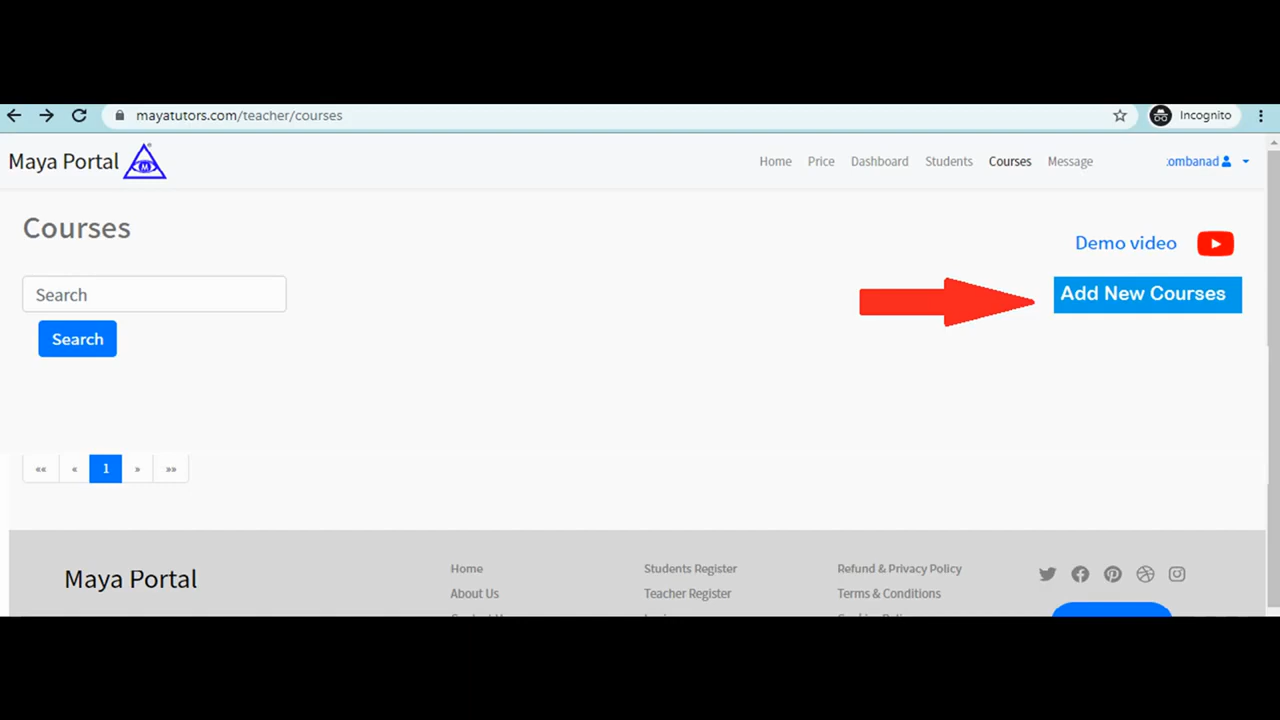 mayatutors.com/teacher/courses
Incognito
Maya Portal
M
Home Price Dashboard Students Courses Message
ombanad
Courses
Demo video
Search
Add New Courses
Search
«« « 1 » »»
Maya Portal
Home
About Us
Students Register
Teacher Register
Refund & Privacy Policy
Terms & Conditions